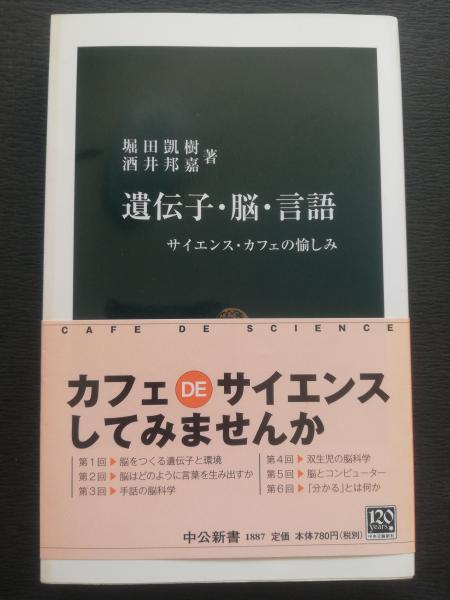 堀田凱樹
酒井邦嘉 著
遺伝子・脳・言語
サイエンス・カフェの愉しみ
CAFE DE SCIENCE
カフェ DE サイエンス
してみませんか
第1回▶脳をつくる遺伝子と環境
第2回▶脳はどのように言葉を生み出すか
第3回▶手話の脳科学
第4回▶双生児の脳科学
第5回▶脳とコンピューター
第6回▶「分かる」とは何か
中公新書 1887 定価 本体780円(税別)
120
Years
中央公論新社